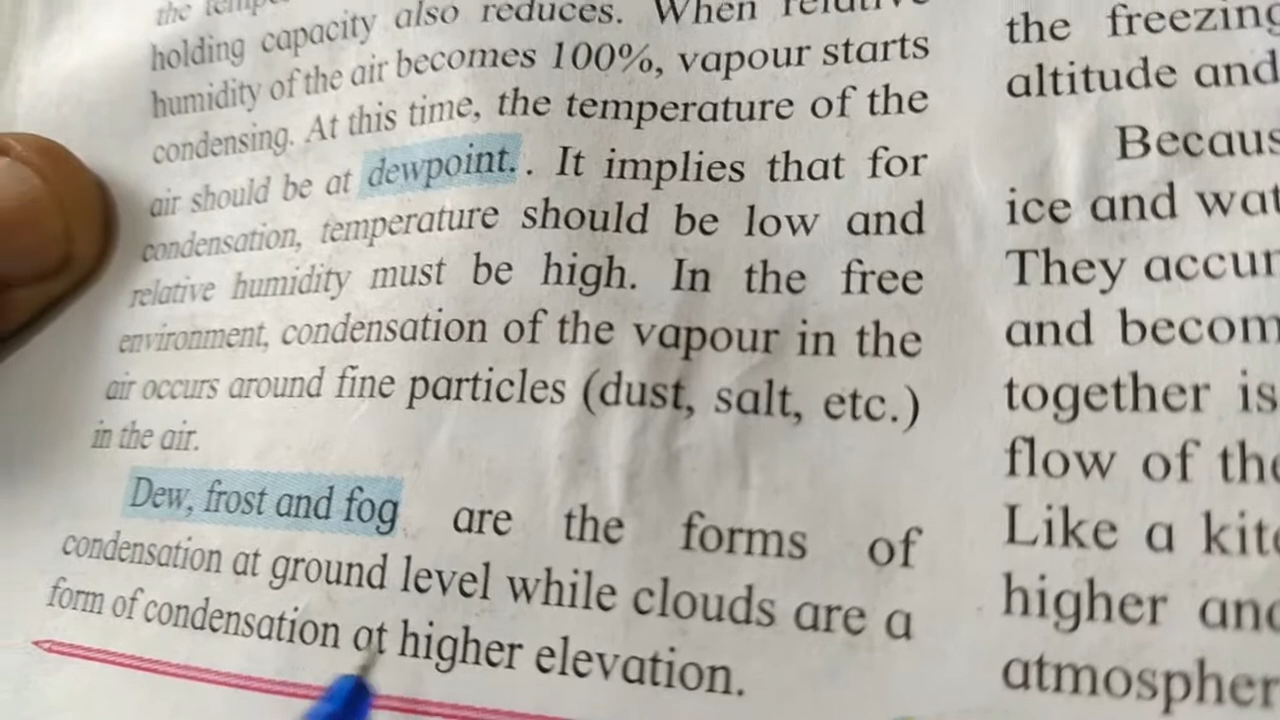 the
holding capacity also reduces. When relative
humidity of the air becomes 100%, vapour starts
condensing. At this time, the temperature of the
air should be at dewpoint. . It implies that for
condensation, temperature should be low and
relative humidity must be high. In the free
environment, condensation of the vapour in the
air occurs around fine particles (dust, salt, etc.)
in the air.
Dew, frost and fog are the forms of
condensation at ground level while clouds are a
form of condensation at higher elevation.
the freezing
altitude and
Becaus
ice and wat
They accur
and becom
together is
flow of the
Like a kit
higher and
atmospher